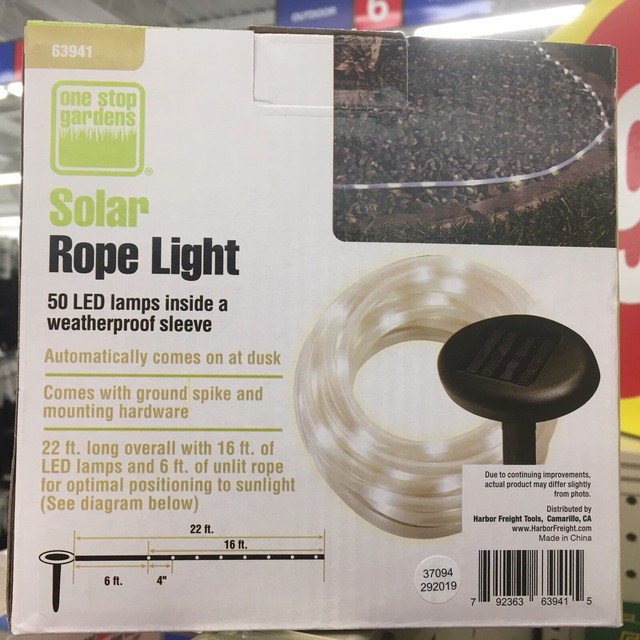 OUTDOOR
6
63941
one stop
gardens
®
Solar
Rope Light
50 LED lamps inside a
weatherproof sleeve
Automatically comes on at dusk
Comes with ground spike and
mounting hardware
22 ft. long overall with 16 ft. of
LED lamps and 6 ft. of unlit rope
for optimal positioning to sunlight
(See diagram below)
22 ft.
16 ft.
6 ft.
4"
Due to continuing improvements,
actual product may differ slightly
from photo.
Distributed by
Harbor Freight Tools, Camarillo, CA
www.HarborFreight.com
Made in China
37094
292019
7 92363 63941 5